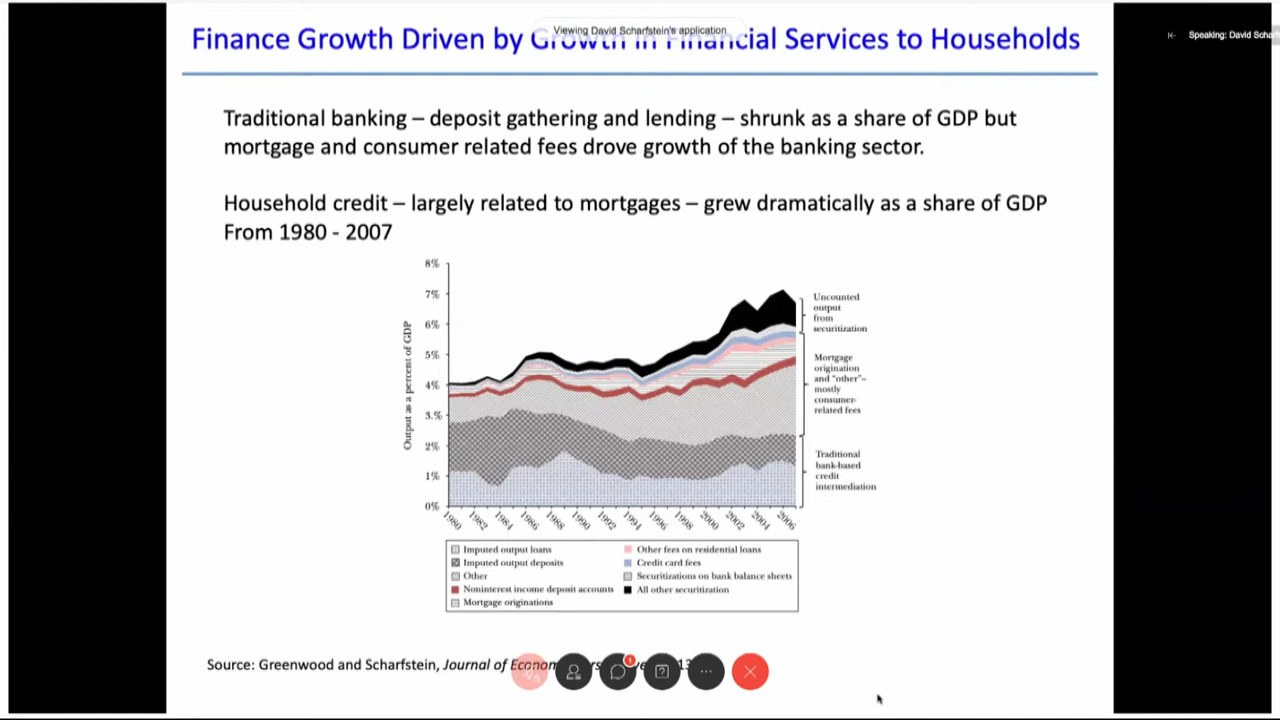 Viewing David Scharfstein's application
Speaking: David Scharf
Finance Growth Driven by Growth in Financial Services to Households
Traditional banking – deposit gathering and lending – shrunk as a share of GDP but
mortgage and consumer related fees drove growth of the banking sector.
Household credit – largely related to mortgages – grew dramatically as a share of GDP
From 1980 - 2007
Output as a percent of GDP
8%
7%
6%
5%
4%
3.%
2%
1%
0%
1980
1982
1984
1986
1988
1990
1992
1994
1996
1998
2000
2002
2004
2006
Uncounted
output
from
securitization
Mortgage
origination
and "other"–
mostly
consumer-
related fees
Traditional
bank-based
credit
intermediation
Imputed output loans
Imputed output deposits
Other
Noninterest income deposit accounts
Mortgage originations
Other fees on residential loans
Credit card fees
Securitizations on bank balance sheets
All other securitization
Source: Greenwood and Scharfstein, Journal of Econom
1